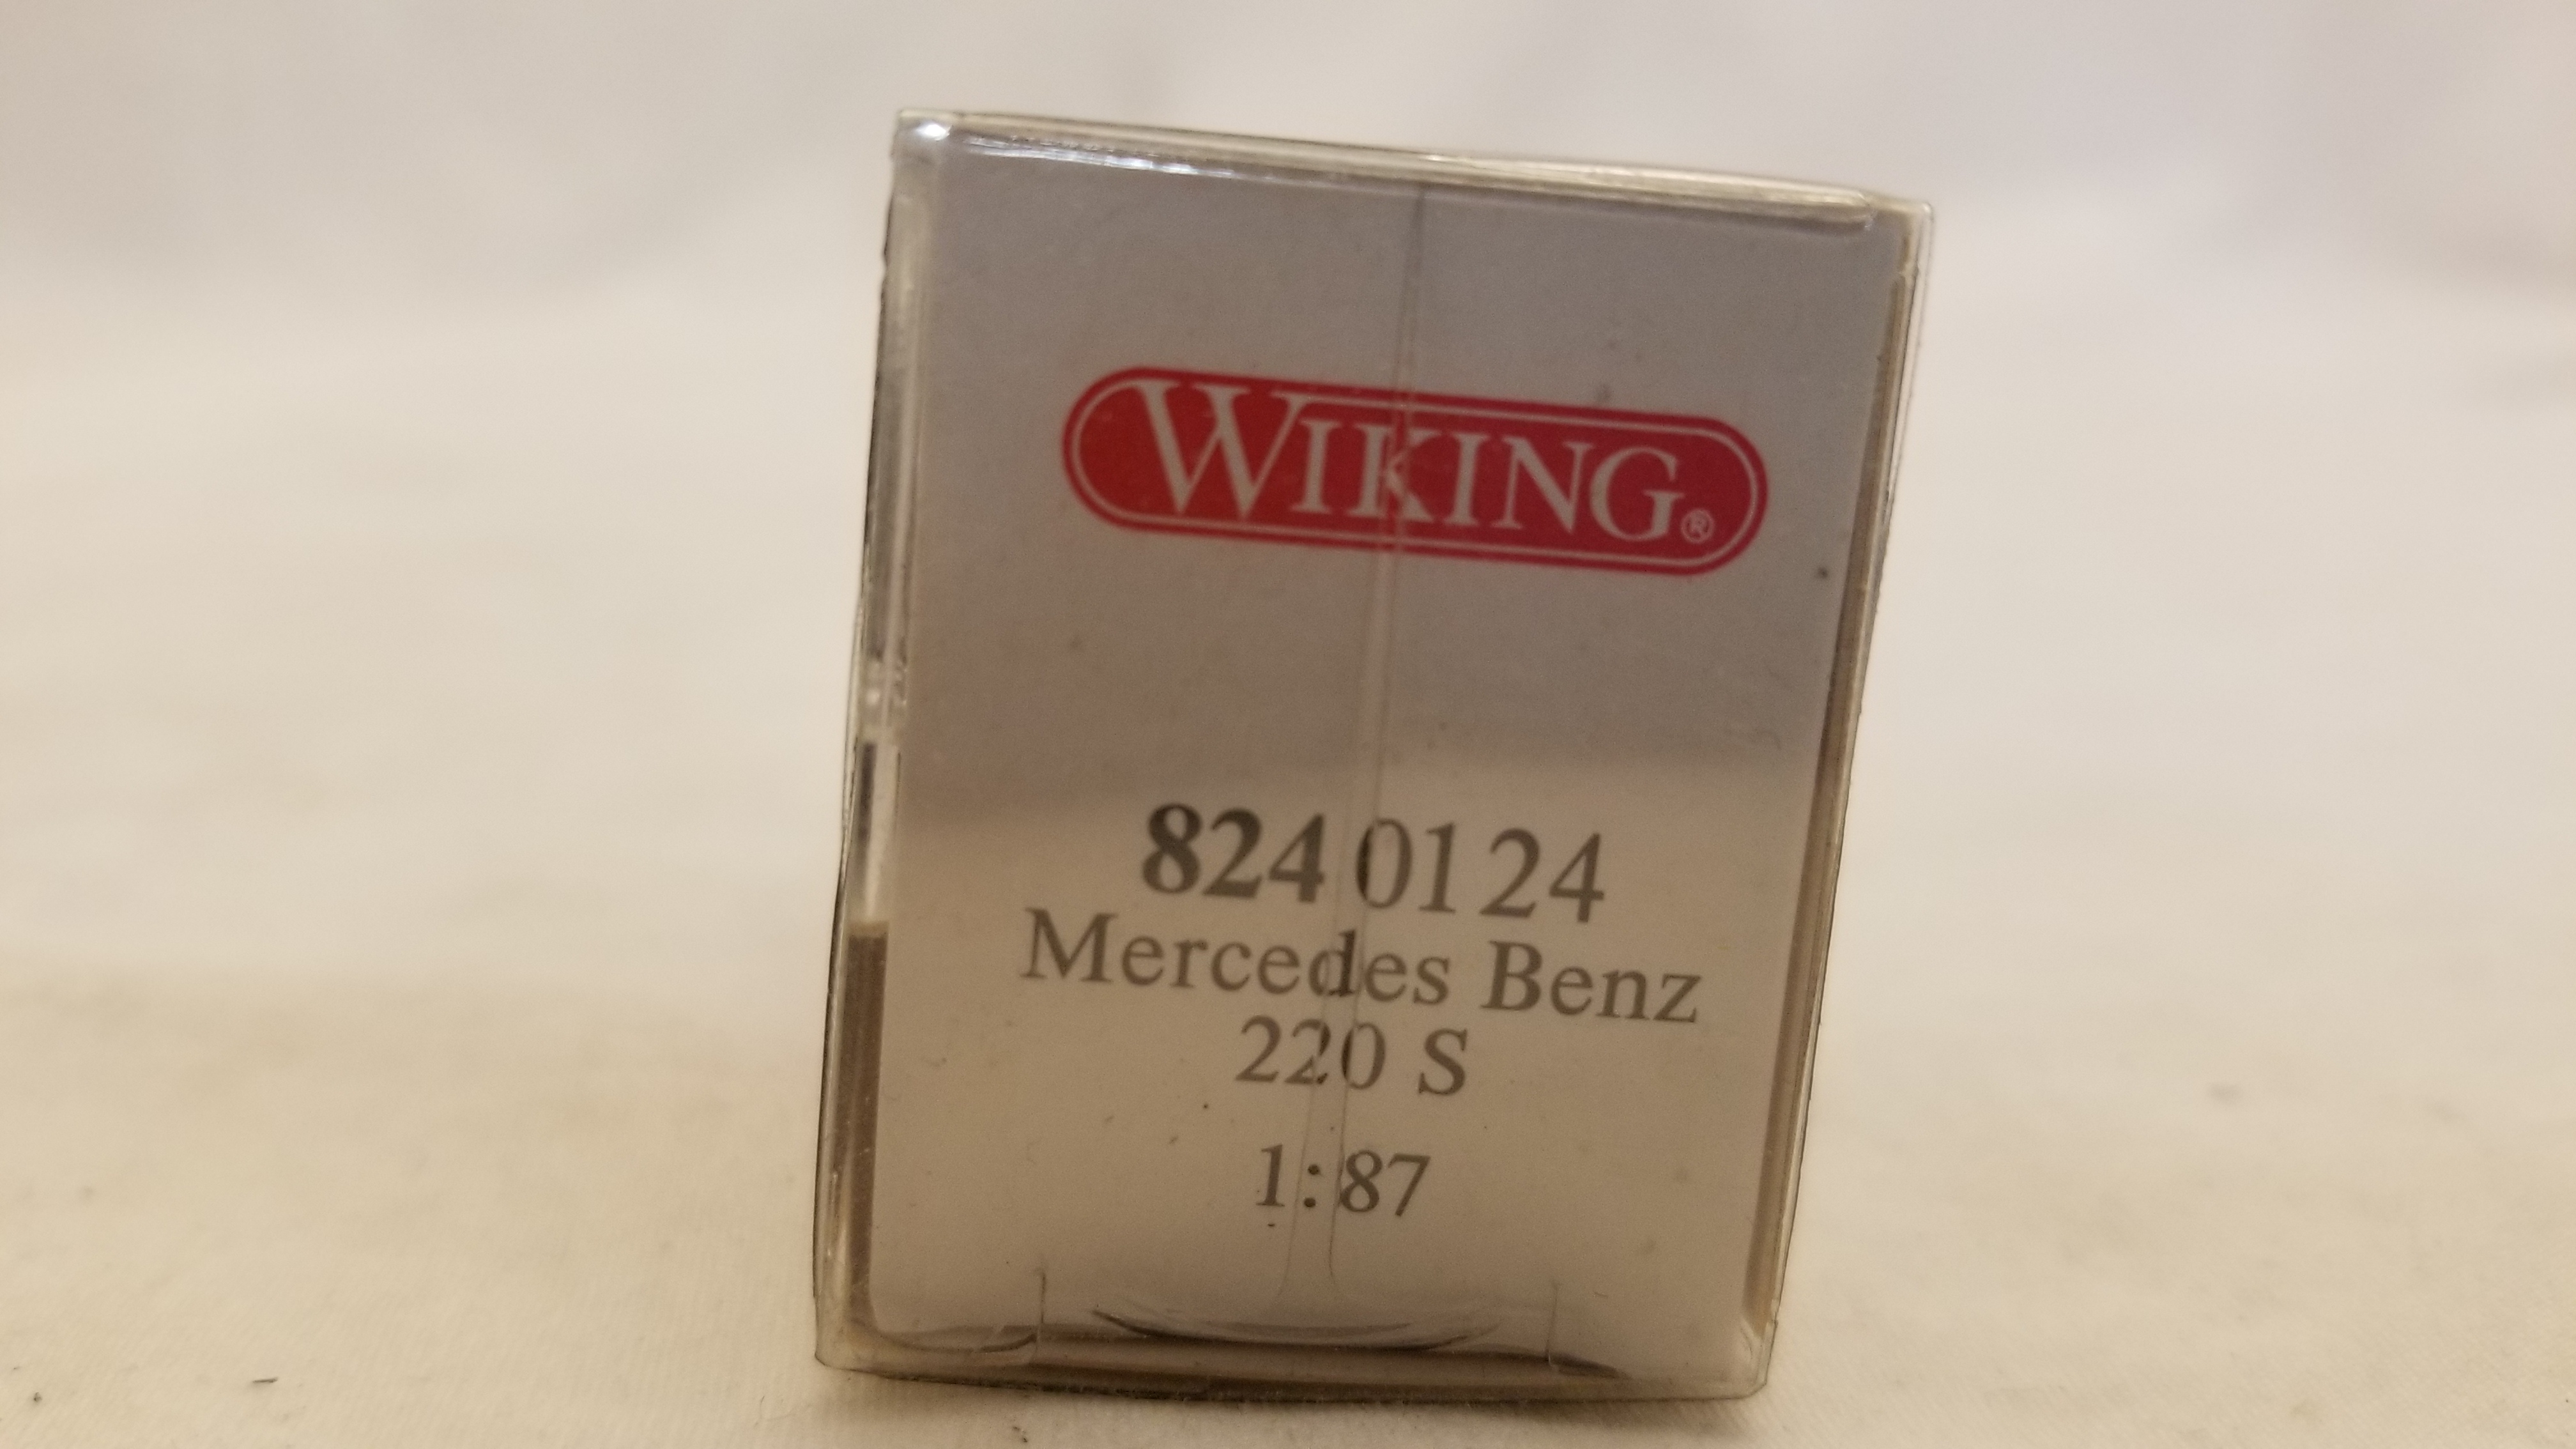 WIKING®
824 01 24
Mercedes Benz
220 S
1:87